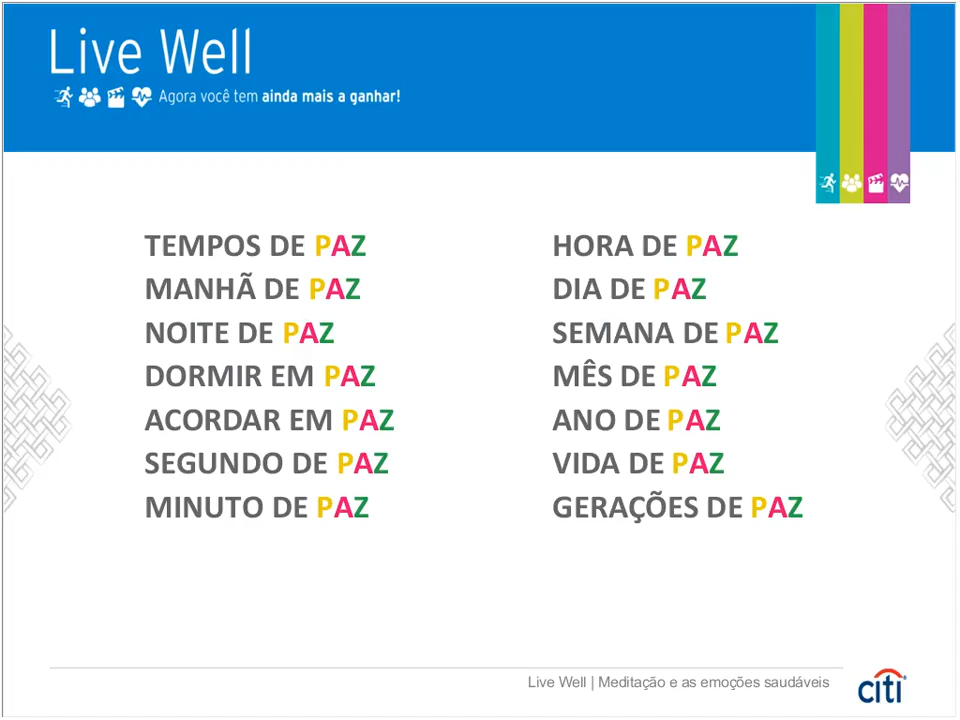 Live Well
Agora você tem ainda mais a ganhar!
TEMPOS DE PAZ
MANHÃ DE PAZ
NOITE DE PAZ
DORMIR EM PAZ
ACORDAR EM PAZ
SEGUNDO DE PAZ
MINUTO DE PAZ
HORA DE PAZ
DIA DE PAZ
SEMANA DE PAZ
MÊS DE PAZ
ANO DE PAZ
VIDA DE PAZ
GERAÇÕES DE PAZ
Live Well | Meditação e as emoções saudáveis
citi